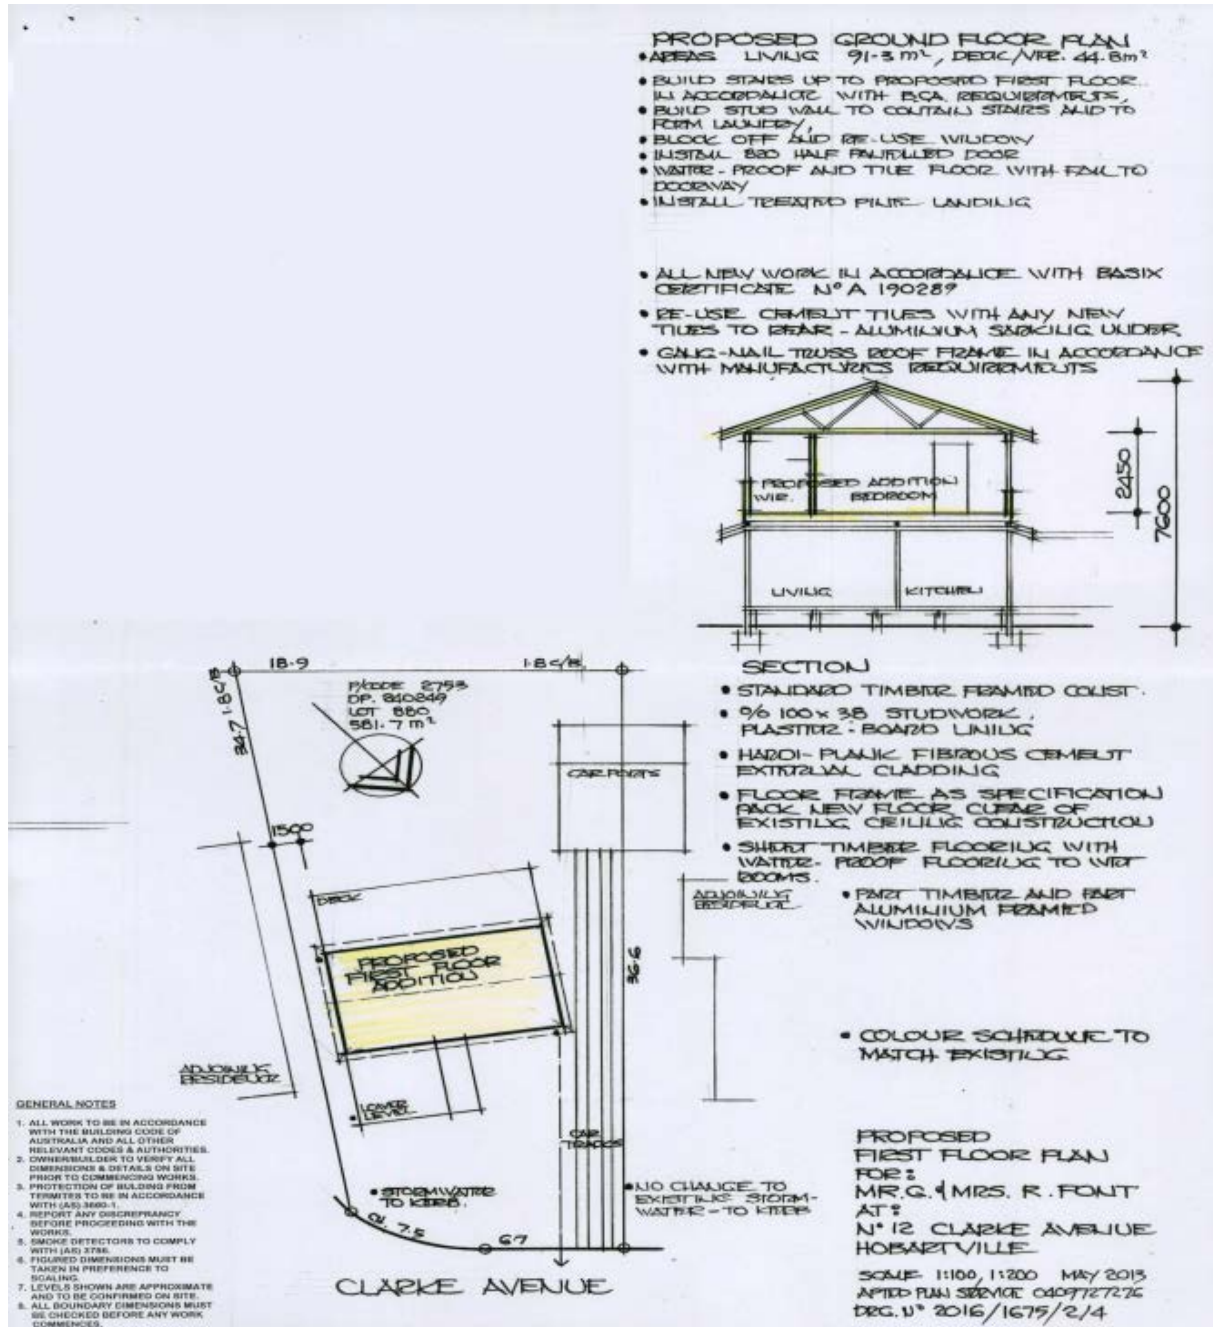 PROPOSED GROUND FLOOR PLAN
• AREAS LIVING 91.3 m², DECK/VER. 44.8m²
• BUILD STAIRS UP TO PROPOSED FIRST FLOOR
IN ACCORDANCE WITH B.C.A. REQUIRMENTS.
• BUILD STUD WALL TO CONTAIN STAIRS AND TO
FORM LAUNDRY,
• BLOCK OFF AND RE-USE WINDOW
• INSTALL 820 HALF PANELLED DOOR
• WATER-PROOF AND TILE FLOOR WITH FALL TO
DOORWAY
• INSTALL TREATED PINE LANDING
• ALL NEW WORK IN ACCORDANCE WITH BASIX
CERTIFICATE Nº A 190289
• RE-USE CEMENT TILES WITH ANY NEW
TILES TO REAR - ALUMINIUM SARKING UNDER
• GANG-NAIL TRUSS ROOF FRAME IN ACCORDANCE
WITH MANUFACTURES REQUIREMENTS
PROPOSED ADDITION
WIR. BEDROOM
2450
7600
LIVING KITCHEN
SECTION
• STANDARD TIMBER FRAMED CONST.
• 100 x 38 STUDWORK,
PLASTER-BOARD LINING
• HARDI-PLANK FIBROUS CEMENT
EXTERNAL CLADDING
• FLOOR FRAME AS SPECIFICATION
PACK NEW FLOOR CLEAR OF
EXISTING CEILING CONSTRUCTION
• SHEET TIMBER FLOORING WITH
WATER-PROOF FLOORING TO WET
ROOMS.
• PART TIMBER AND PART
ALUMINIUM FRAMED
WINDOWS
• COLOUR SCHEDULE TO
MATCH EXISTING
18.9
1.8 C/B
34.7 1.8 C/B
P/CODE 2753
DP. 840249
LOT 880
581.7 m²
CAR PORTS
1500
DECK
PROPOSED
FIRST FLOOR
ADDITION
36.6
ADJOINING
RESIDENCE
ADJOINING
RESIDENCE
• LOWER
LEVEL
CAR
TRACKS
• STORMWATER
TO KERB.
• NO CHANGE TO
EXISTING STORM-
WATER - TO KERB
7.5
6.7
CLARKE AVENUE
GENERAL NOTES
1. ALL WORK TO BE IN ACCORDANCE
WITH THE BUILDING CODE OF
AUSTRALIA AND ALL OTHER
RELEVANT CODES & AUTHORITIES.
2. OWNER/BUILDER TO VERIFY ALL
DIMENSIONS & DETAILS ON SITE
PRIOR TO COMMENCING WORKS.
3. PROTECTION OF BULDING FROM
TERMITES TO BE IN ACCORDANCE
WITH (AS) 3660-1.
4. REPORT ANY DISCREPRANCY
BEFORE PROCEEDING WITH THE
WORKS.
5. SMOKE DETECTORS TO COMPLY
WITH (AS) 3786.
6. FIGURED DIMENSIONS MUST BE
TAKEN IN PREFERENCE TO
SCALING.
7. LEVELS SHOWN ARE APPROXIMATE
AND TO BE CONFIRMED ON SITE.
8. ALL BOUNDARY DIMENSIONS MUST
BE CHECKED BEFORE ANY WORK
COMMENCES.
PROPOSED
FIRST FLOOR PLAN
FOR:
MR. G. & MRS. R. FONT
AT:
Nº 12 CLARKE AVENUE
HOBARTVILLE
SCALE 1:100, 1:200 MAY 2013
APTED PLAN SERVICE 0409727276
DRG. Nº 2016/1675/2/4